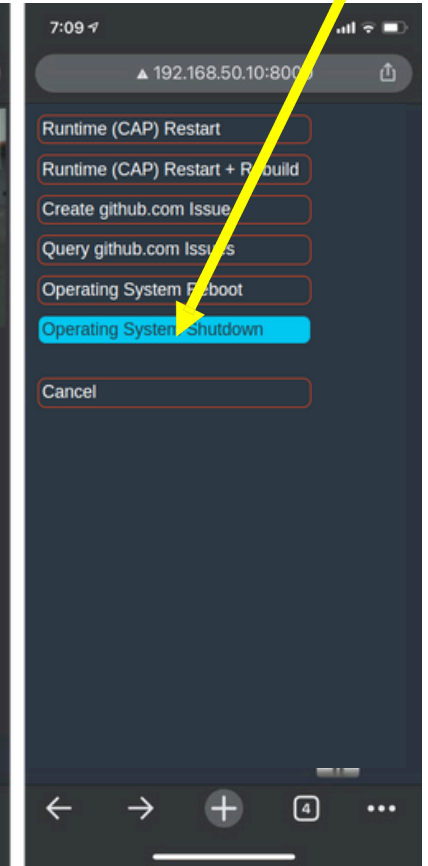 7:09
192.168.50.10:800
Runtime (CAP) Restart
Runtime (CAP) Restart + Rebuild
Create github.com Issue
Query github.com Issues
Operating System Reboot
Operating System Shutdown
Cancel
4